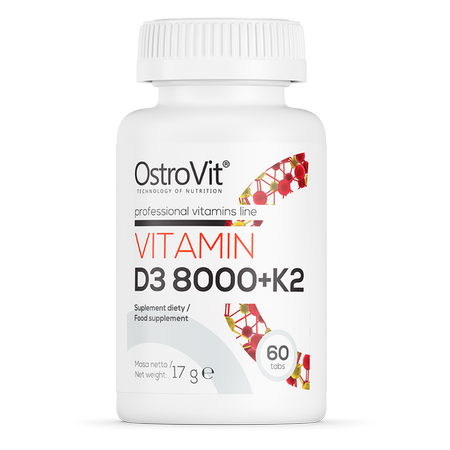 OstroVit®
TECHNOLOGY OF NUTRITION
professional vitamins line
VITAMIN
D3 8000+K2
Suplement diety /
Food supplement
60
tabs
Masa netto /
Net weight: 17 g ℮